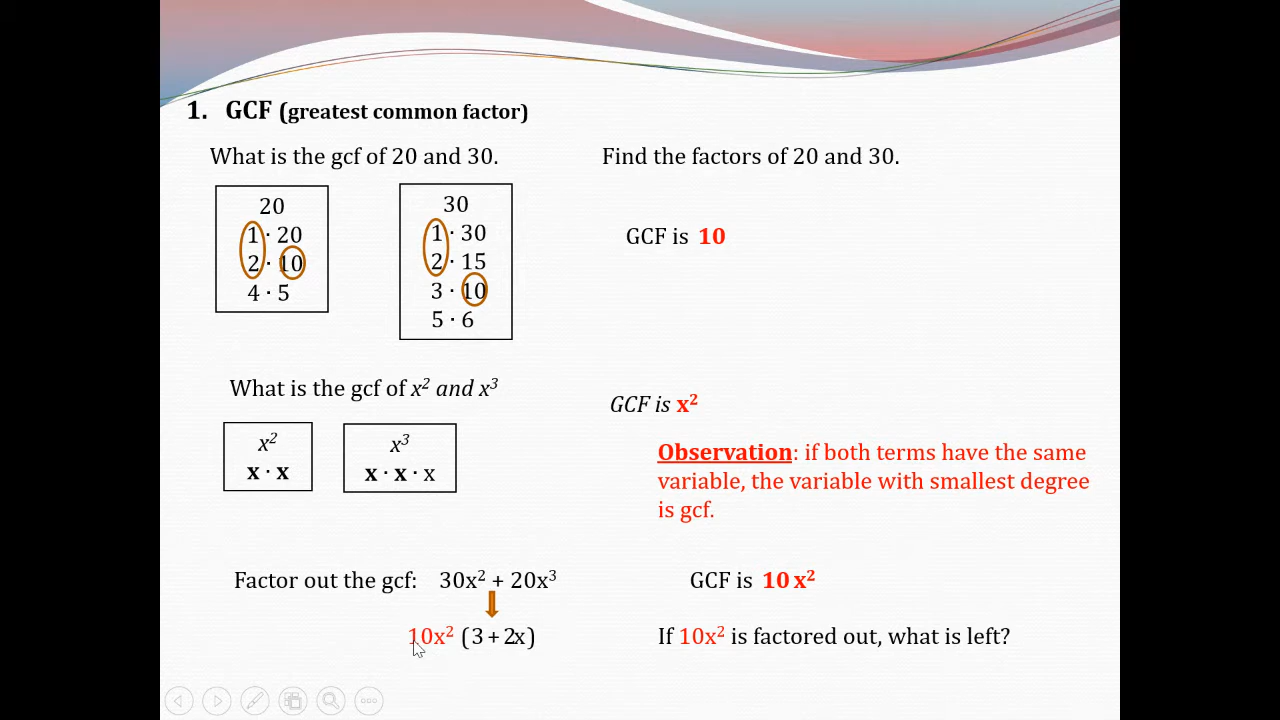 1. GCF (greatest common factor)
What is the gcf of 20 and 30.
Find the factors of 20 and 30.
20
1 · 20
2 · 10
4 · 5
30
1 · 30
2 · 15
3 · 10
5 · 6
GCF is 10
What is the gcf of x² and x³
x²
x · x
x³
x · x · x
GCF is x²
Observation: if both terms have the same
variable, the variable with smallest degree
is gcf.
Factor out the gcf: 30x² + 20x³
GCF is 10x²
10x² (3 + 2x)
If 10x² is factored out, what is left?